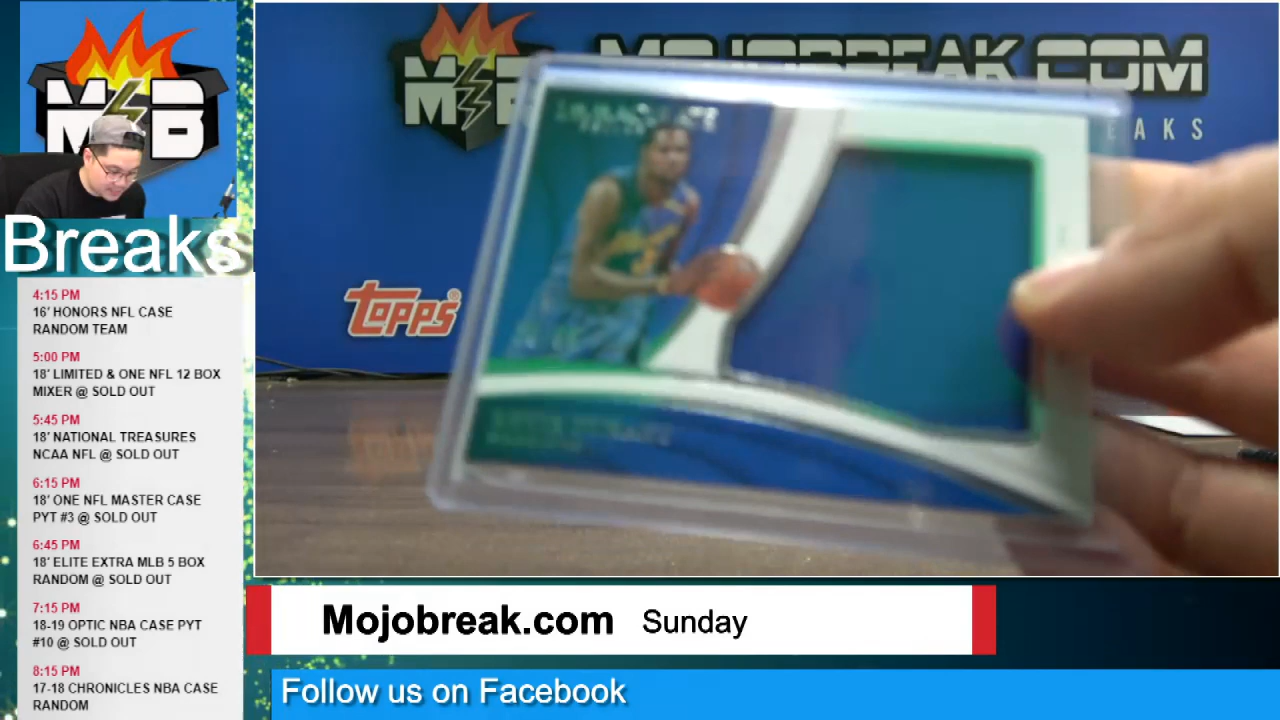 M B
Breaks
4:15 PM
16' HONORS NFL CASE
RANDOM TEAM
5:00 PM
18' LIMITED & ONE NFL 12 BOX
MIXER @ SOLD OUT
5:45 PM
18' NATIONAL TREASURES
NCAA NFL @ SOLD OUT
6:15 PM
18' ONE NFL MASTER CASE
PYT #3 @ SOLD OUT
6:45 PM
18' ELITE EXTRA MLB 5 BOX
RANDOM @ SOLD OUT
7:15 PM
18-19 OPTIC NBA CASE PYT
#10 @ SOLD OUT
8:15 PM
17-18 CHRONICLES NBA CASE
RANDOM
M B
MOJOBREAK.COM
EAKS
TOPPS
Mojobreak.com Sunday
Follow us on Facebook